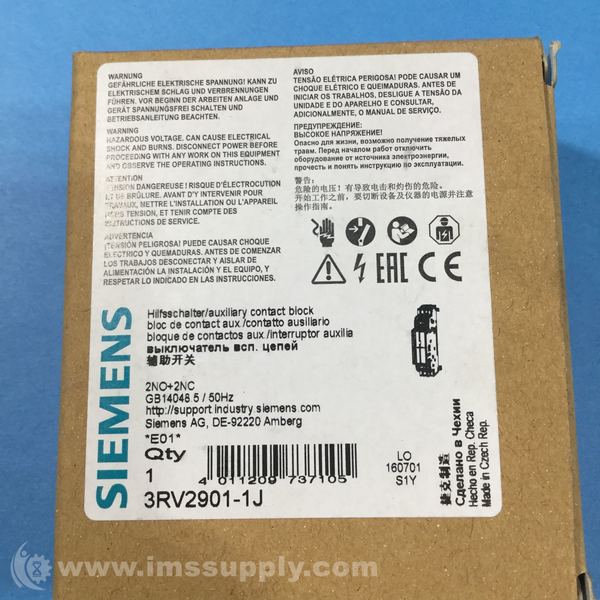 WARNUNG
GEFÄHRLICHE ELEKTRISCHE SPANNUNG! KANN ZU
ELEKTRISCHEM SCHLAG UND VERBRENNUNGEN
FÜHREN. VOR BEGINN DER ARBEITEN ANLAGE UND
GERÄT SPANNUNGSFREI SCHALTEN UND
BETRIEBSANLEITUNG BEACHTEN.
WARNING
HAZARDOUS VOLTAGE. CAN CAUSE ELECTRICAL
SHOCK AND BURNS. DISCONNECT POWER BEFORE
PROCEEDING WITH ANY WORK ON THIS EQUIPMENT
AND OBSERVE THE OPERATING INSTRUCTIONS.
ATTENTION
TENSION DANGEREUSE ! RISQUE D'ÉLECTROCUTION
ET DE BRÛLURE. AVANT D'Y INTERVENIR POUR
TRAVAUX, METTRE L'INSTALLATION OU L'APPAREIL
HORS TENSION, ET TENIR COMPTE DES
INSTRUCTIONS DE SERVICE.
ADVERTENCIA
¡TENSIÓN PELIGROSA! PUEDE CAUSAR CHOQUE
ELÉCTRICO Y QUEMADURAS. ANTES DE COMENZAR
LOS TRABAJOS DESCONECTAR Y AISLAR DE
ALIMENTACIÓN LA INSTALACIÓN Y EL EQUIPO, Y
RESPETAR LO INDICADO EN LAS INSTRUCCIONES.
AVISO
TENSÃO ELÉTRICA PERIGOSA! PODE CAUSAR UM
CHOQUE ELÉTRICO E QUEIMADURAS. ANTES DE
INICIAR OS TRABALHOS, DESLIGUE A TENSÃO DA
UNIDADE E DO APARELHO E CONSULTAR,
ADICIONALMENTE, O MANUAL DE SERVIÇO.
ПРЕДУПРЕЖДЕНИЕ:
ВЫСОКОЕ НАПРЯЖЕНИЕ.
Опасно для жизни, возможно получение тяжелых
травм. Перед началом работ отключить
оборудование от источника электроэнергии,
прочесть и понять инструкцию по эксплуатации.
警告:
危险的电压! 有导致电击和灼伤的危险。
开始工作之前,要切断设备及仪器的电源并注意
操作指南。
EAC CE
SIEMENS
Hilfsschalter/auxiliary contact block
bloc de contact aux./contatto ausiliario
bloque de contactos aux./interruptor auxilia
выключатель всп. цепей
辅助开关
2NO+2NC
GB14048.5 / 50Hz
http://support.industry.siemens.com
Siemens AG, DE-92220 Amberg
*E01*
Qty
1
4 011209 737105
3RV2901-1J
LO
160701
S1Y
捷克制造
Сделано в Чехии
Hecho en Rep. Checa
Made in Czech Rep.
www.imssupply.com